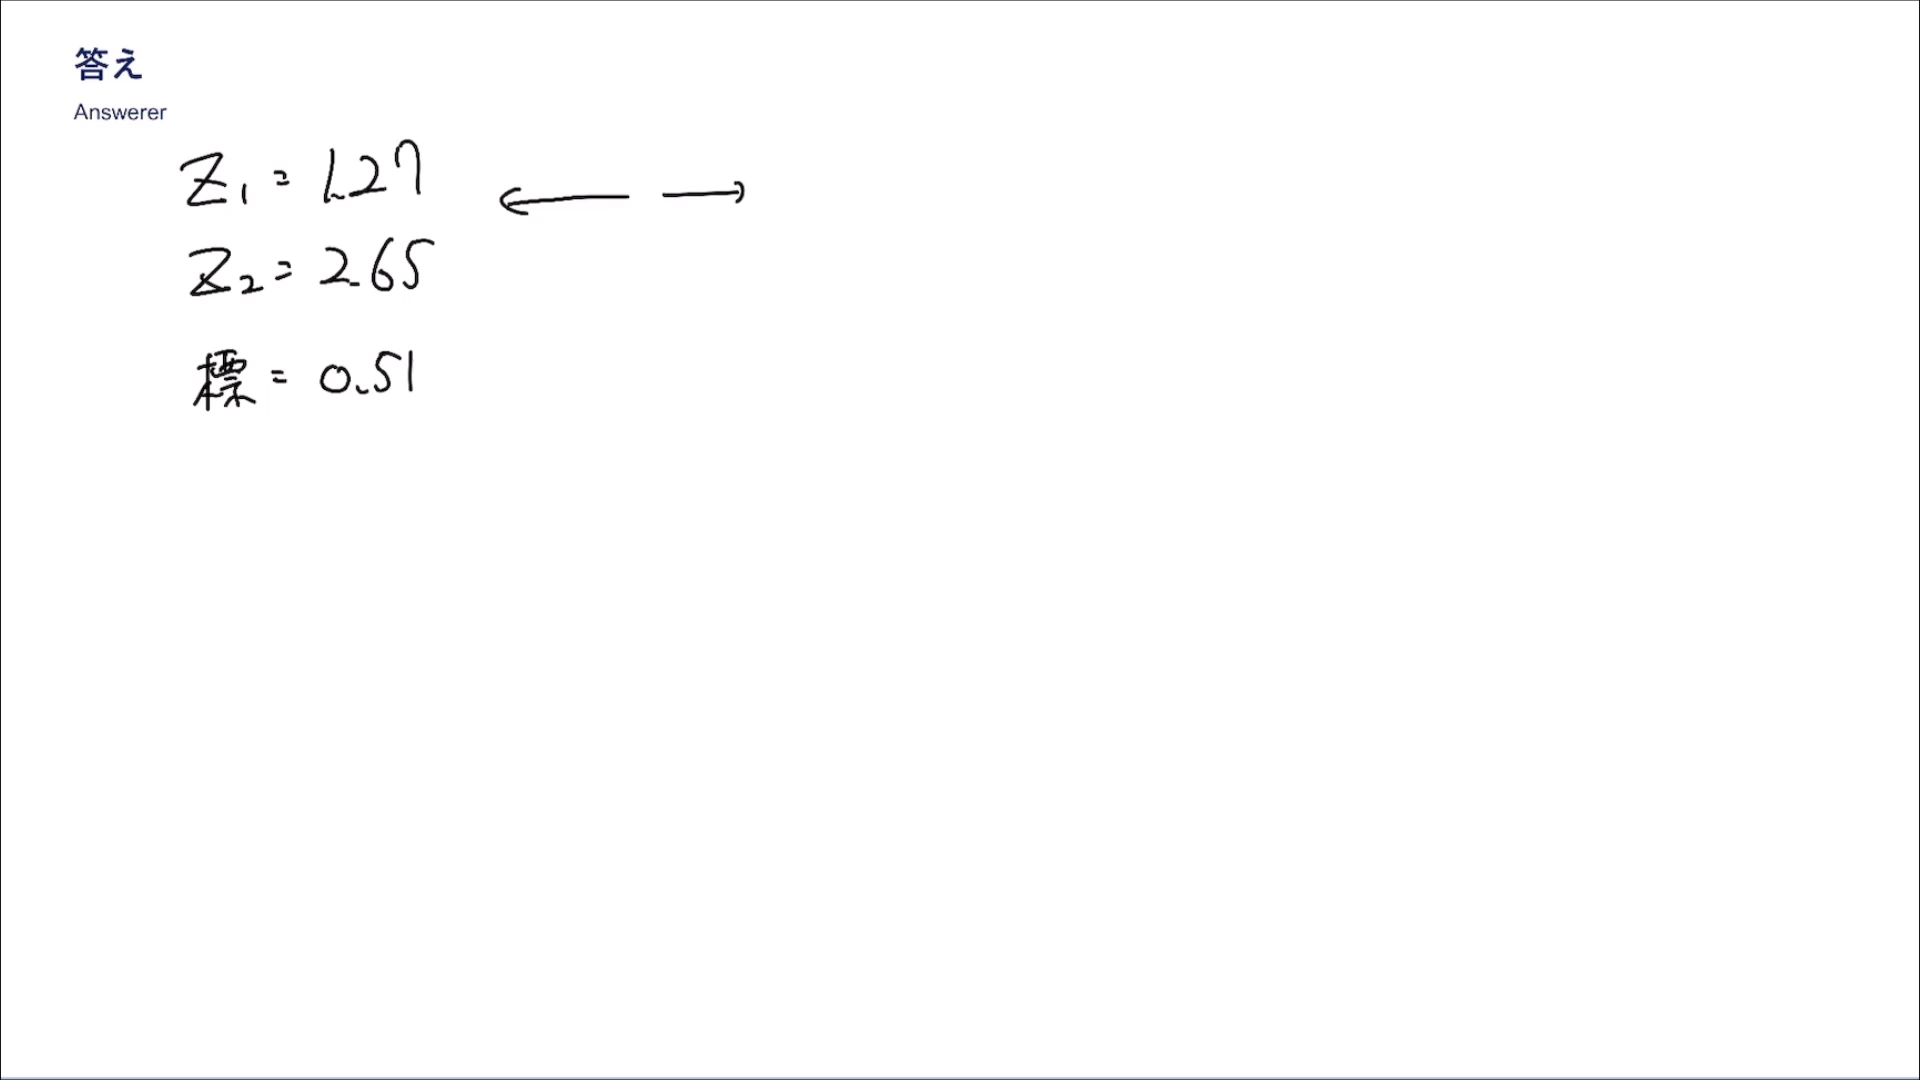 答え
Answerer
Z₁ = 1.27
Z₂ = 2.65
標 = 0.51